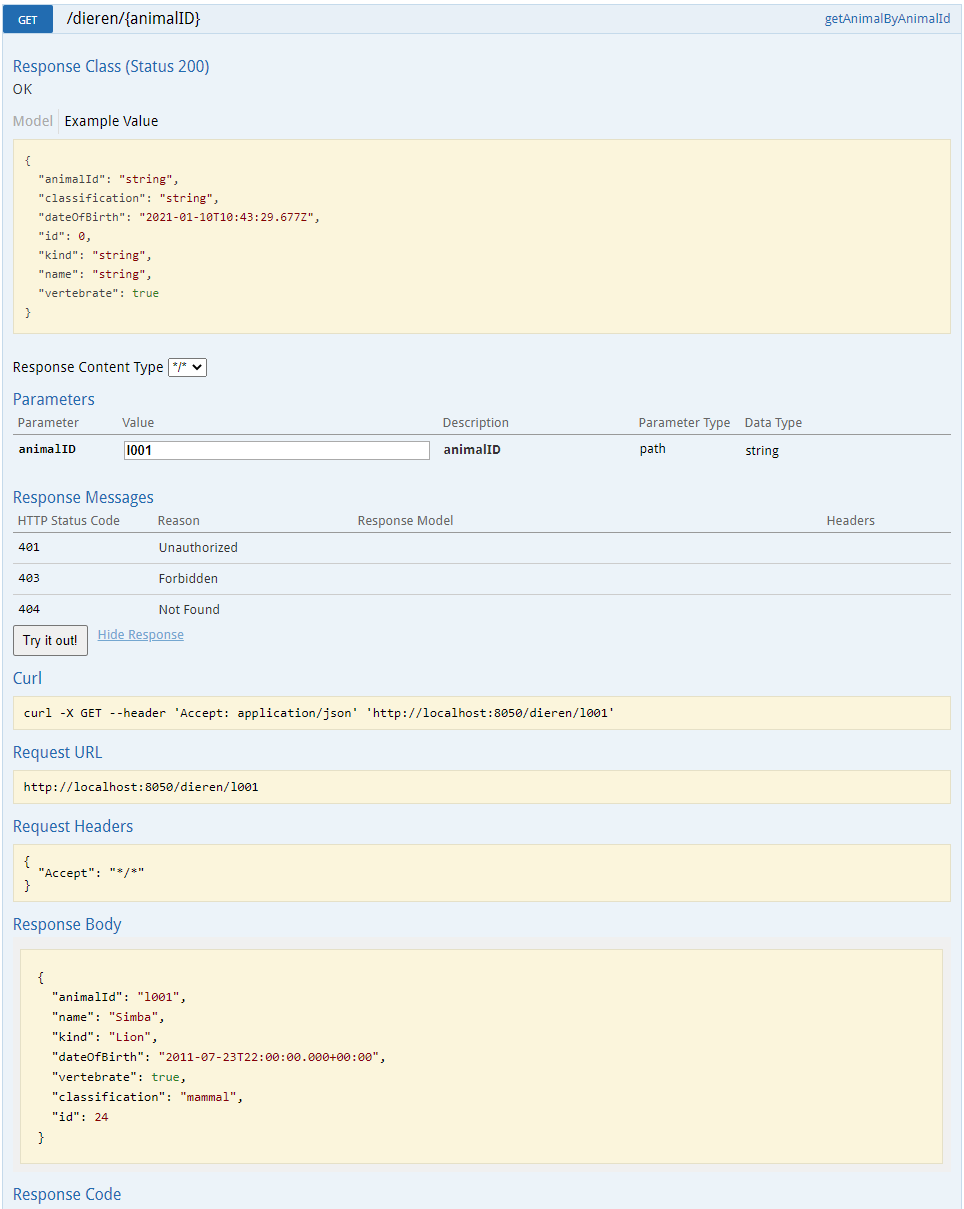 GET /dieren/{animalID} getAnimalByAnimalId
Response Class (Status 200)
OK
Model Example Value
{
"animalId": "string",
"classification": "string",
"dateOfBirth": "2021-01-10T10:43:29.677Z",
"id": 0,
"kind": "string",
"name": "string",
"vertebrate": true
}
Response Content Type */*
Parameters
Parameter Value Description Parameter Type Data Type
animalID l001 animalID path string
Response Messages
HTTP Status Code Reason Response Model Headers
401 Unauthorized
403 Forbidden
404 Not Found
Try it out! Hide Response
Curl
curl -X GET --header 'Accept: application/json' 'http://localhost:8050/dieren/l001'
Request URL
http://localhost:8050/dieren/l001
Request Headers
{
"Accept": "*/*"
}
Response Body
{
"animalId": "l001",
"name": "Simba",
"kind": "Lion",
"dateOfBirth": "2011-07-23T22:00:00.000+00:00",
"vertebrate": true,
"classification": "mammal",
"id": 24
}
Response Code